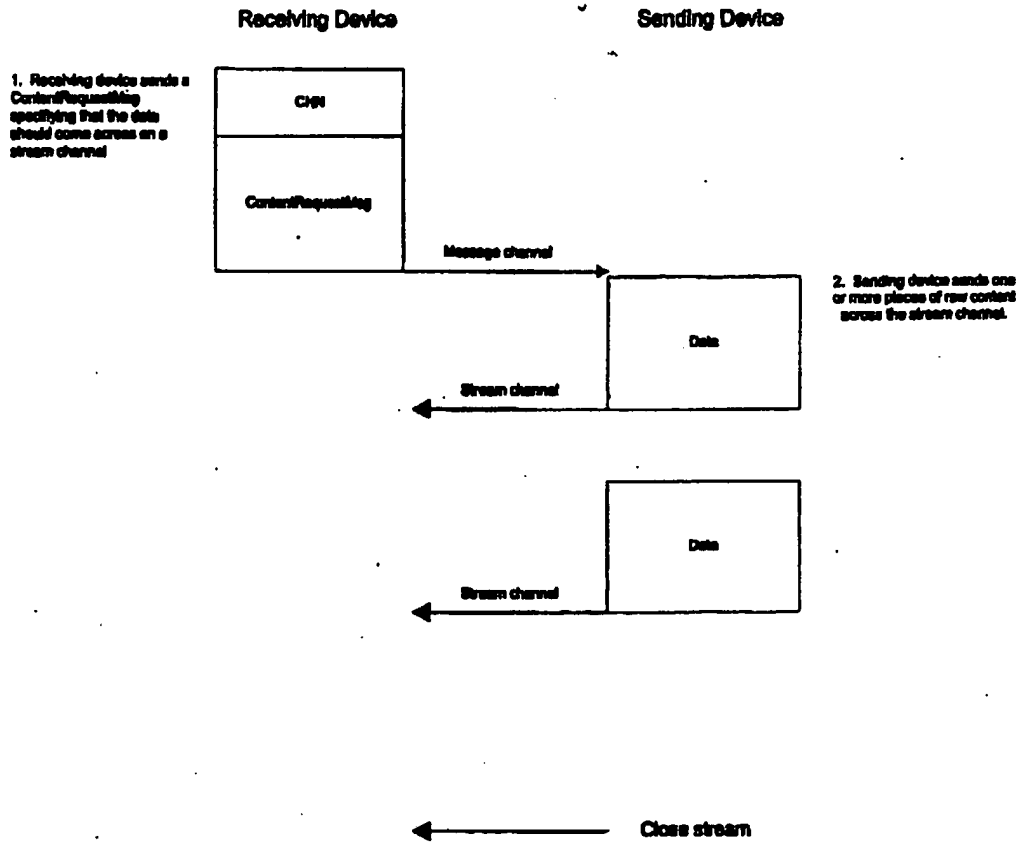 Receiving Device
Sending Device
1. Receiving device sends a
ContentRequestMsg
specifying that the data
should come across on a
stream channel
CHN
ContentRequestMsg
Message channel
2. Sending device sends one
or more pieces of raw content
across the stream channel.
Data
Stream channel
Data
Stream channel
Close stream